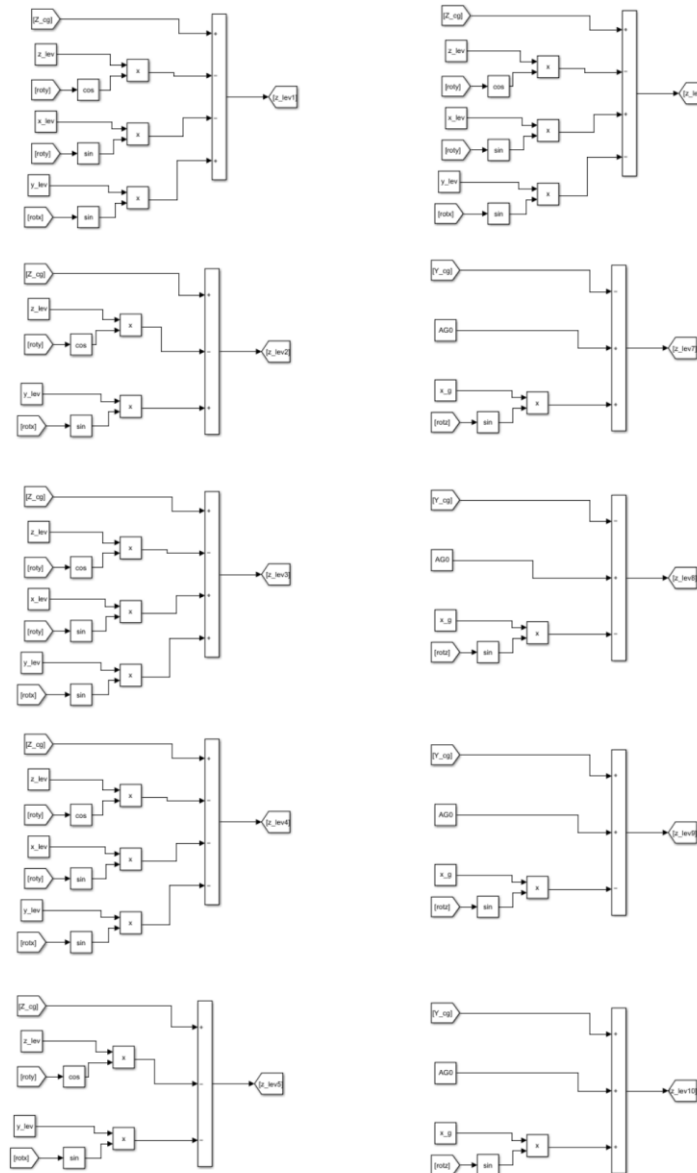 [Z_cg]
+
z_lev
x
−
[roty]
cos
[z_lev1]
x_lev
x
−
[roty]
sin
+
y_lev
x
[rotx]
sin
[Z_cg]
+
z_lev
x
−
[roty]
cos
x_lev
x
+
[roty]
sin
−
y_lev
x
[rotx]
sin
[Z_cg]
+
z_lev
x
[roty]
cos
−
[z_lev2]
y_lev
x
+
[rotx]
sin
[Y_cg]
−
AG0
+
[z_lev7]
x_g
x
+
[rotz]
sin
[Z_cg]
+
z_lev
x
−
[roty]
cos
[z_lev3]
x_lev
x
+
[roty]
sin
+
y_lev
x
[rotx]
sin
[Y_cg]
−
AG0
+
[z_lev8]
x_g
x
−
[rotz]
sin
[Z_cg]
+
z_lev
x
−
[roty]
cos
[z_lev4]
x_lev
x
−
[roty]
sin
−
y_lev
x
[rotx]
sin
[Y_cg]
+
AG0
+
[z_lev9]
x_g
x
−
[rotz]
sin
[Z_cg]
+
z_lev
x
[roty]
cos
−
[z_lev5]
y_lev
x
−
[rotx]
sin
[Y_cg]
+
AG0
+
z_lev10]
x_g
x
+
[rotz]
sin